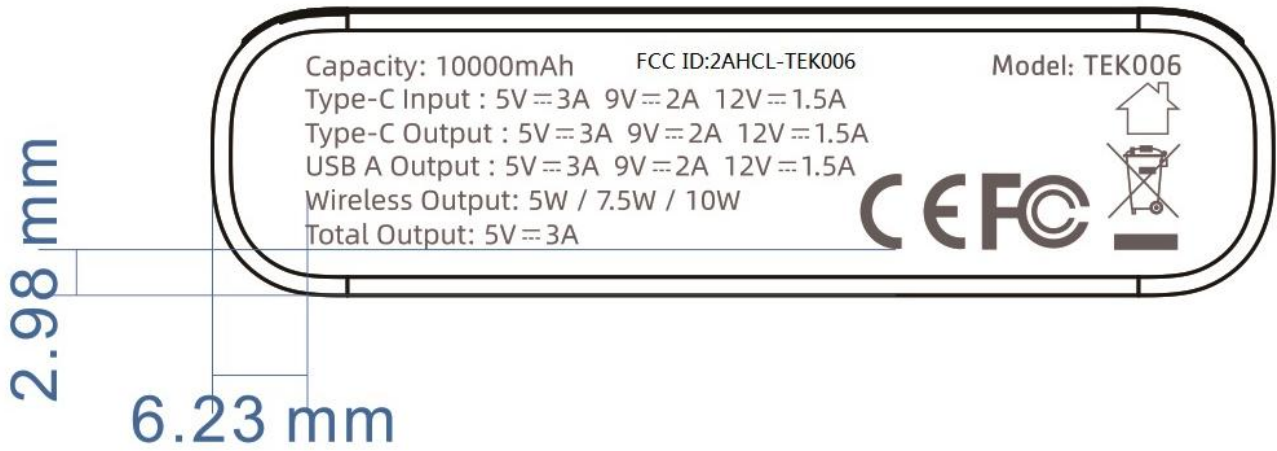 Capacity: 10000mAh FCC ID:2AHCL-TEK006 Model: TEK006
Type-C Input : 5V⎓3A 9V⎓2A 12V⎓1.5A
Type-C Output : 5V⎓3A 9V⎓2A 12V⎓1.5A
USB A Output : 5V⎓3A 9V⎓2A 12V⎓1.5A
Wireless Output: 5W / 7.5W / 10W
Total Output: 5V⎓3A
CE FC
2.98 mm
6.23 mm